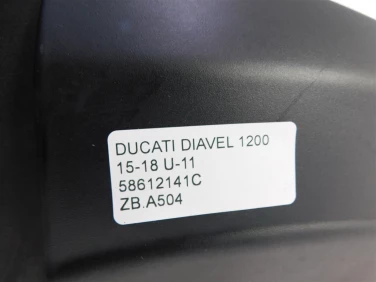 DUCATI DIAVEL 1200
15-18 U-11
58612141C
ZB.A504